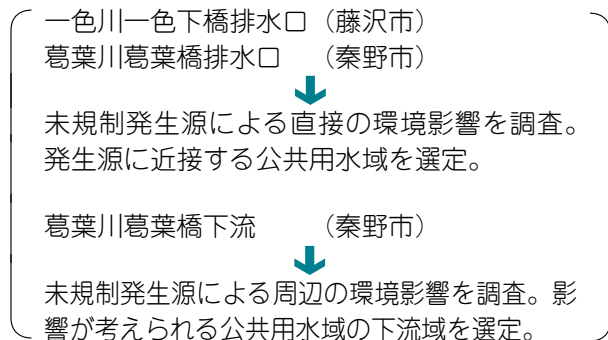 一色川一色下橋排水口（藤沢市）
葛葉川葛葉橋排水口　（秦野市）
未規制発生源による直接の環境影響を調査。
発生源に近接する公共用水域を選定。
葛葉川葛葉橋下流　　（秦野市）
未規制発生源による周辺の環境影響を調査。影
響が考えられる公共用水域の下流域を選定。